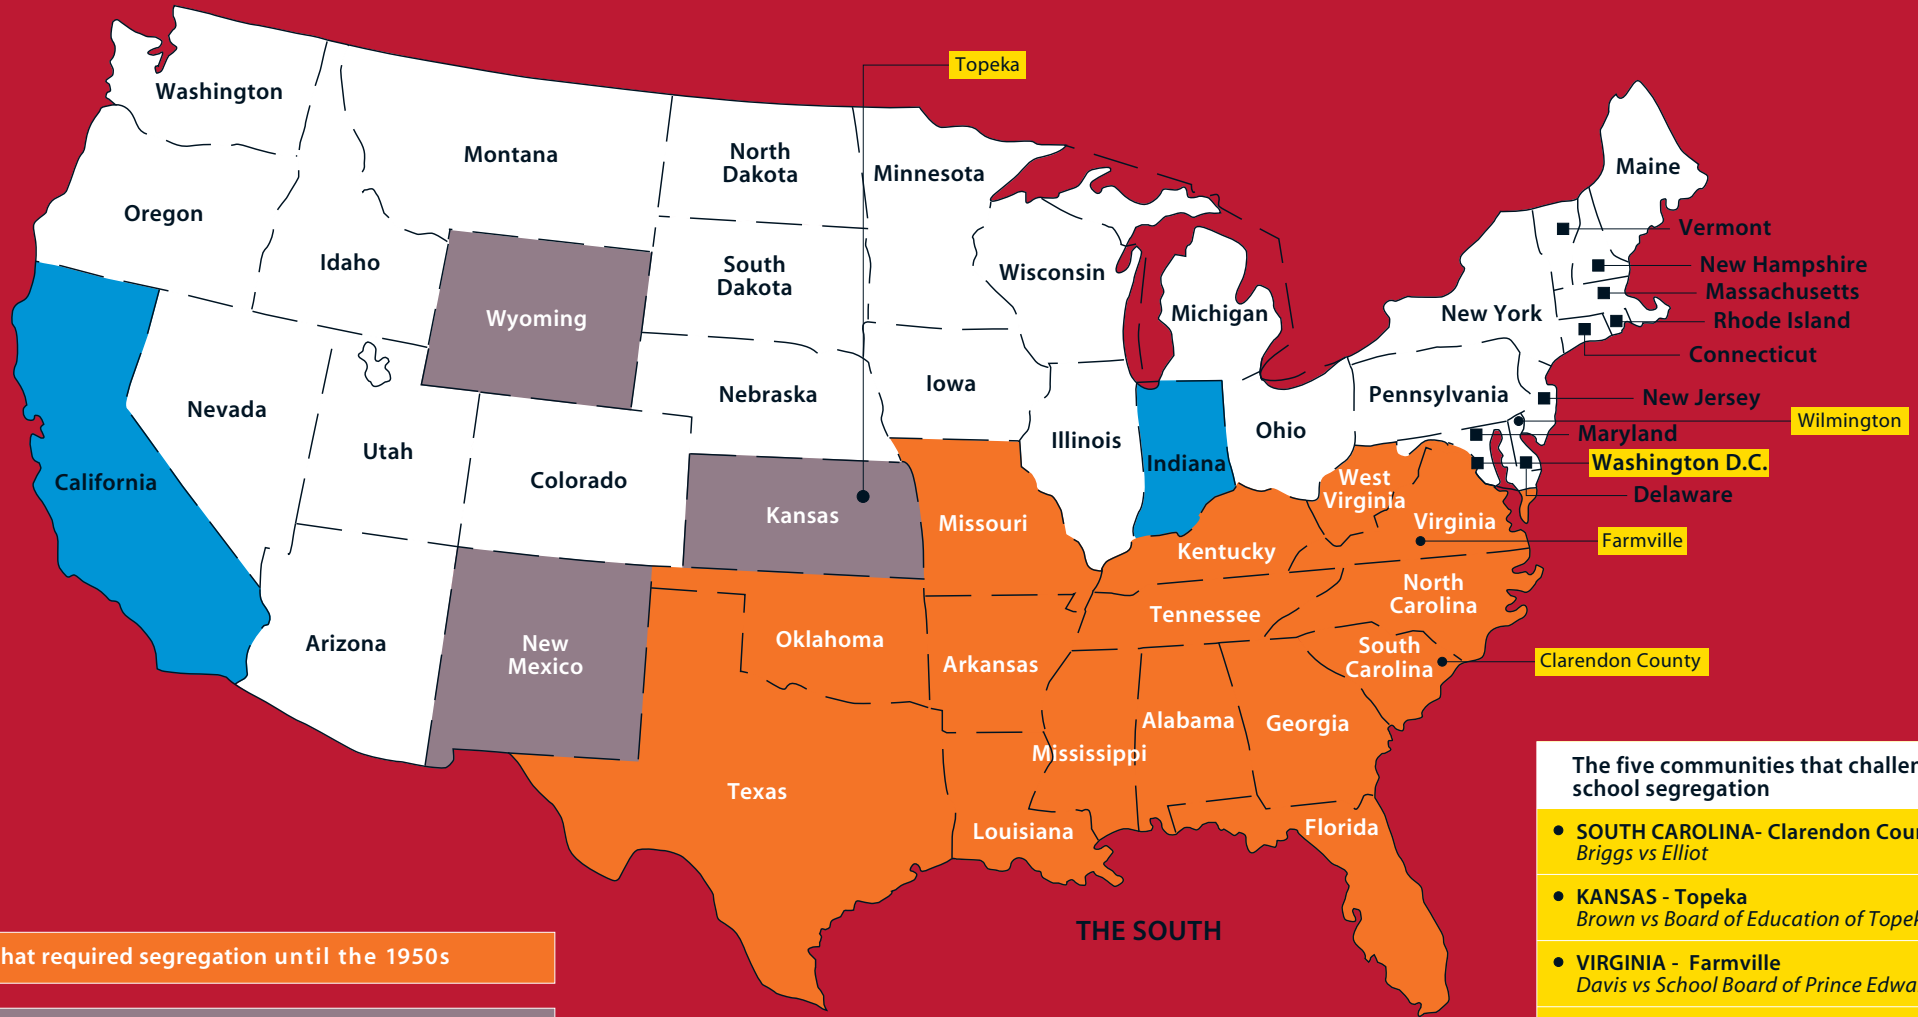 Topeka
Washington
Montana
North
Dakota
Minnesota
Maine
Oregon
Vermont
Idaho
South
Dakota
Wisconsin
New Hampshire
Massachusetts
Wyoming
Michigan
New York
Rhode Island
Connecticut
Nevada
Nebraska
Iowa
Pennsylvania
New Jersey
Wilmington
Utah
Illinois
Ohio
Maryland
California
Colorado
Indiana
Washington D.C.
West
Virginia
Delaware
Kansas
Missouri
Virginia
Kentucky
Farmville
North
Carolina
Tennessee
Arizona
New
Mexico
Oklahoma
Arkansas
South
Carolina
Clarendon County
Alabama
Georgia
Mississippi
Texas
Louisiana
Florida
THE SOUTH
hat required segregation until the 1950s
The five communities that challen
school segregation
• SOUTH CAROLINA- Clarendon Cour
Briggs vs Elliot
• KANSAS - Topeka
Brown vs Board of Education of Topek
• VIRGINIA - Farmville
Davis vs School Board of Prince Edwa